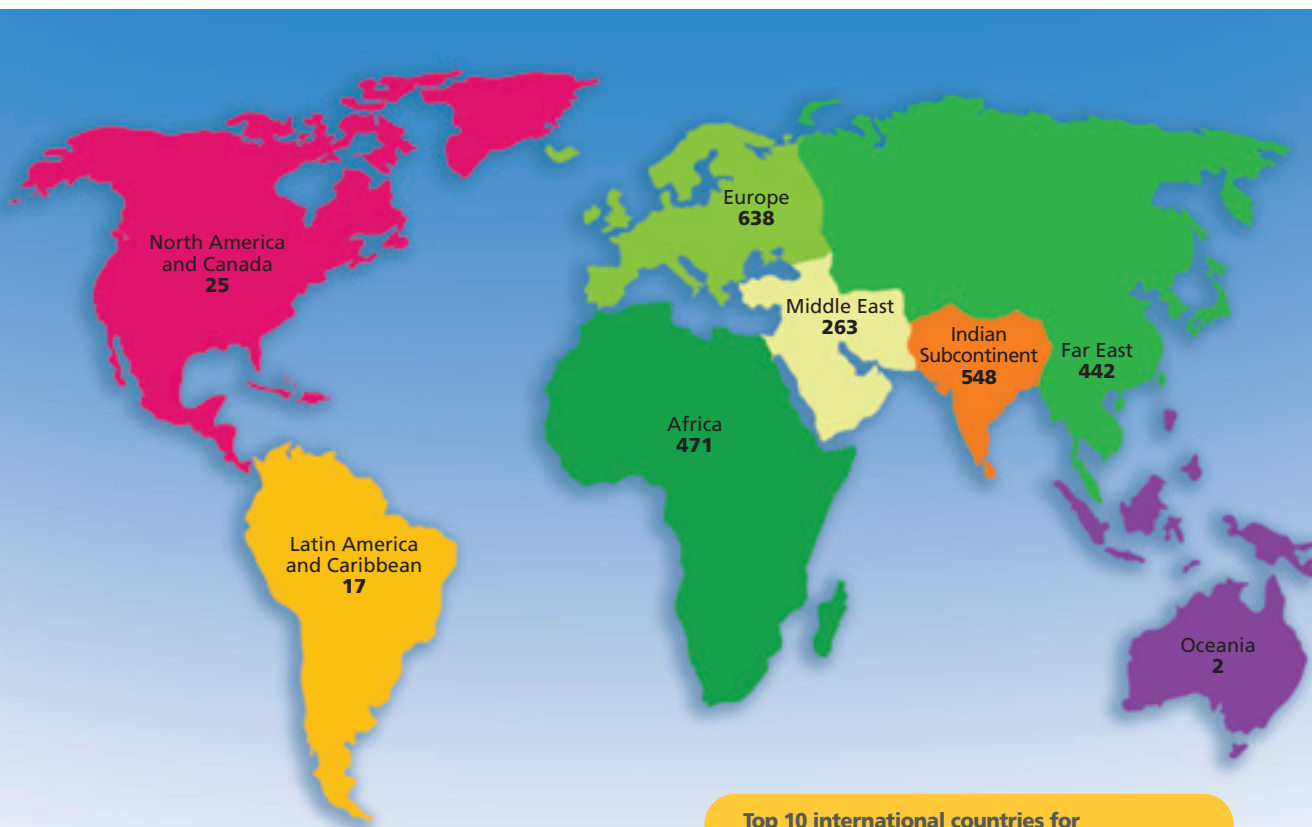 North America
and Canada
25
Europe
638
Middle East
263
Indian
Subcontinent
548
Far East
442
Africa
471
Latin America
and Caribbean
17
Oceania
2
Top 10 international countries for